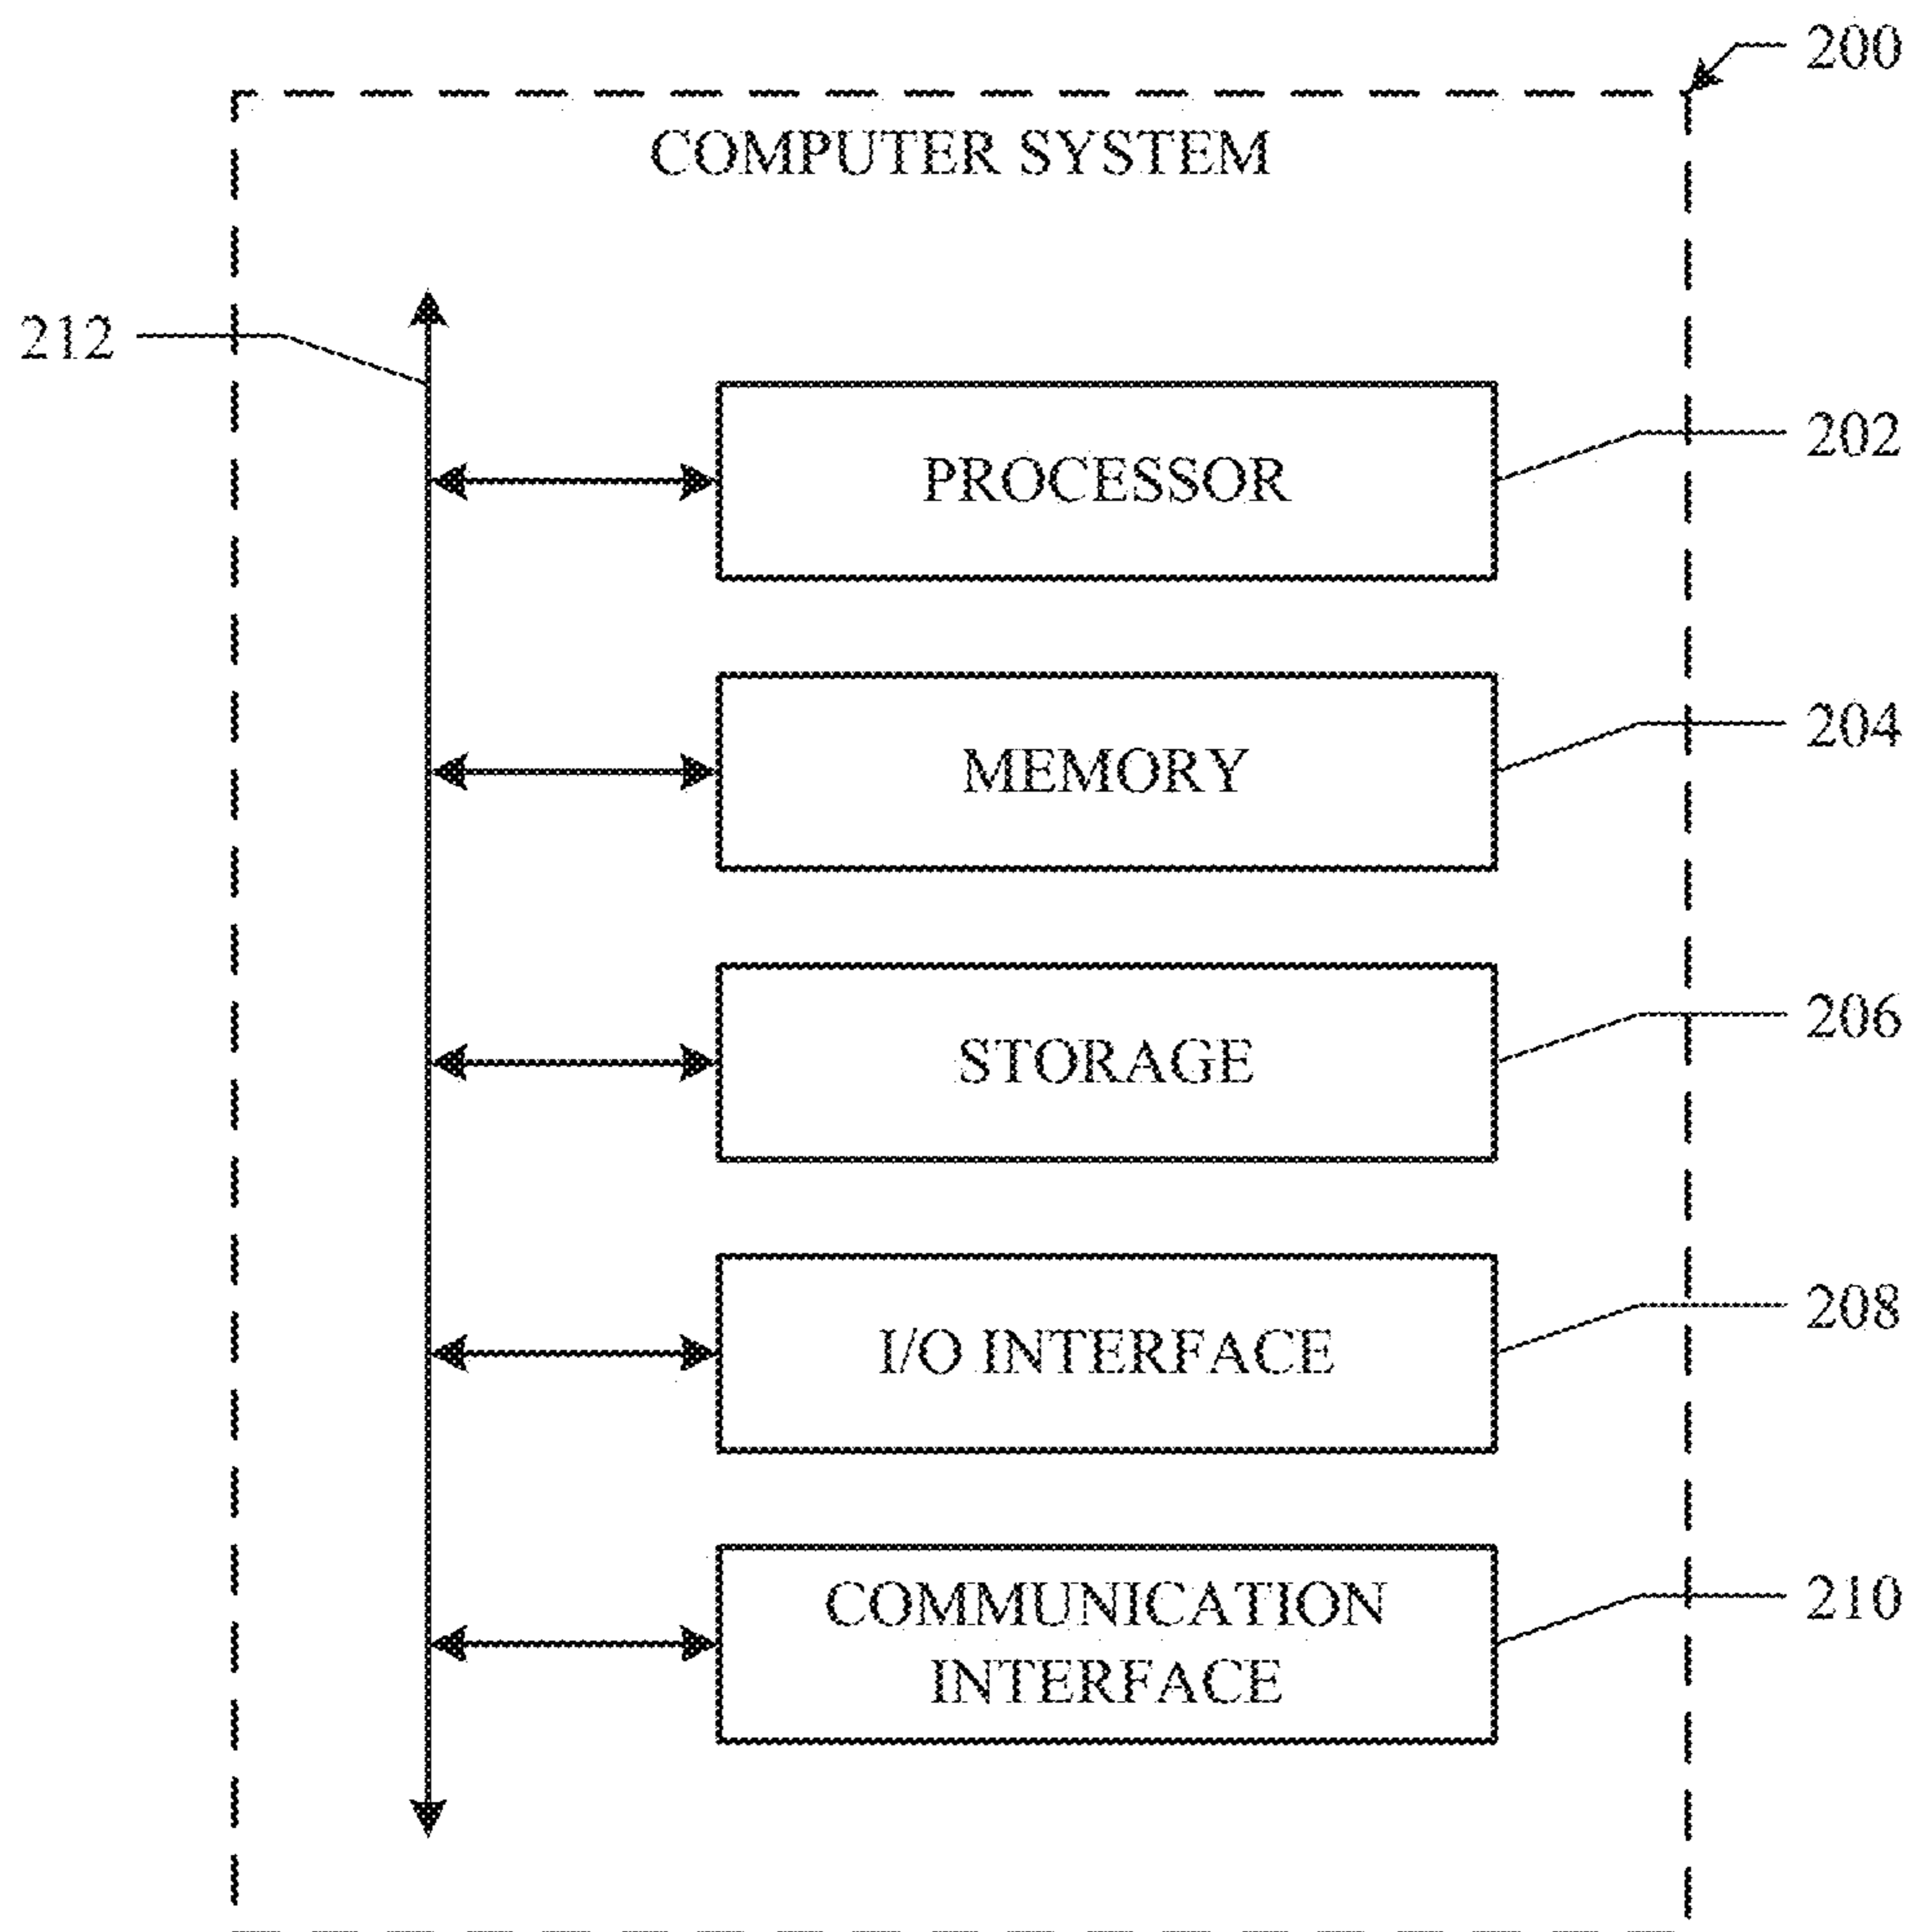 200
COMPUTER SYSTEM
212
202
PROCESSOR
204
MEMORY
206
STORAGE
208
I/O INTERFACE
210
COMMUNICATION
INTERFACE